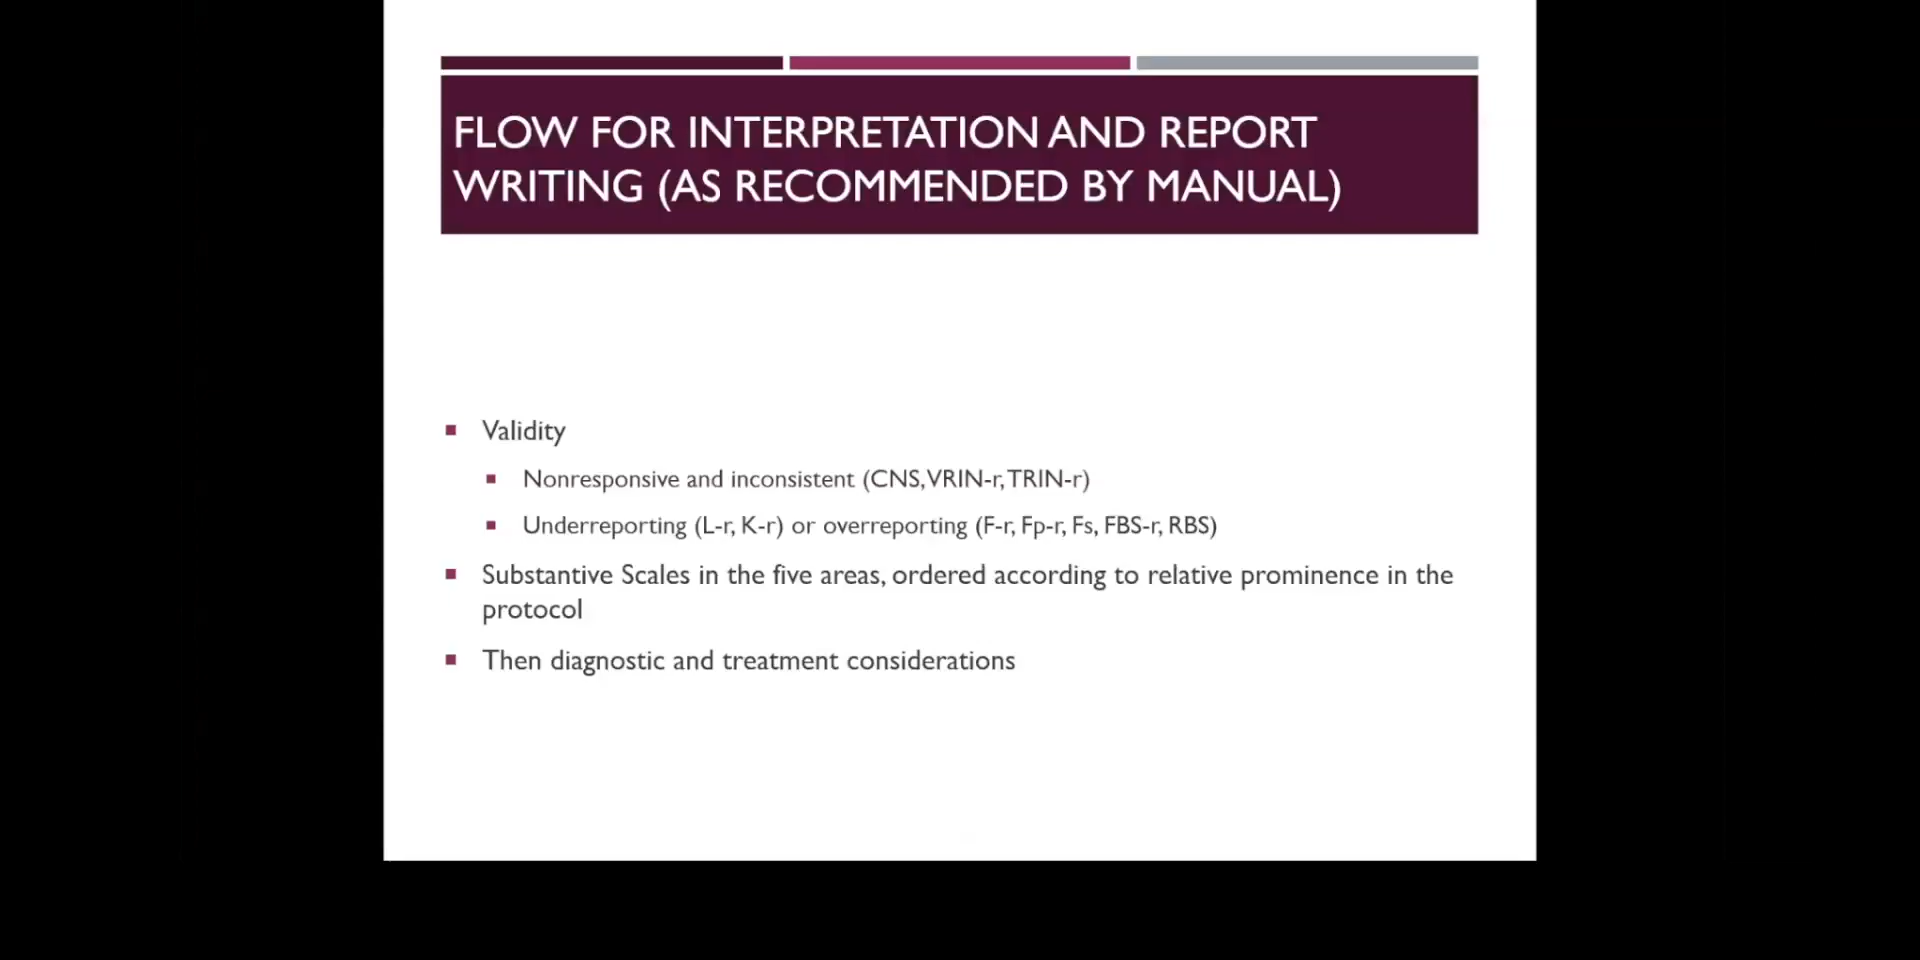 FLOW FOR INTERPRETATION AND REPORT
WRITING (AS RECOMMENDED BY MANUAL)
Validity
Nonresponsive and inconsistent (CNS, VRIN-r, TRIN-r)
Underreporting (L-r, K-r) or overreporting (F-r, Fp-r, Fs, FBS-r, RBS)
Substantive Scales in the five areas, ordered according to relative prominence in the
protocol
Then diagnostic and treatment considerations